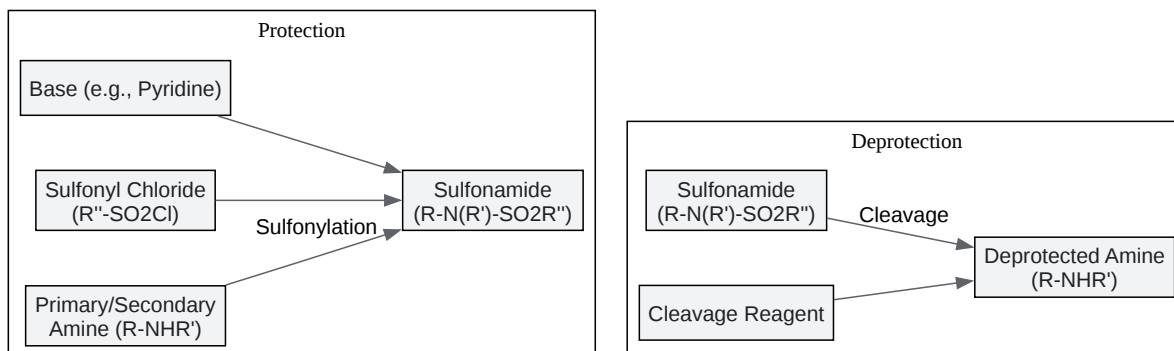 Protection
Base (e.g., Pyridine)
Sulfonyl Chloride
(R''-SO2Cl)
Sulfonylation
Primary/Secondary
Amine (R-NHR')
Sulfonamide
(R-N(R')-SO2R'')
Deprotection
Sulfonamide
(R-N(R')-SO2R'')
Cleavage
Cleavage Reagent
Deprotected Amine
(R-NHR')